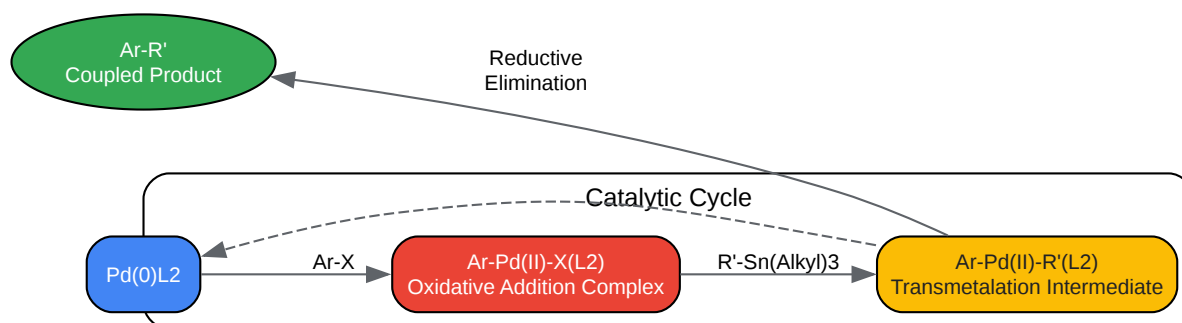 Ar-R'
Coupled Product
Reductive
Elimination
Catalytic Cycle
Pd(0)L2
Ar-X
Ar-Pd(II)-X(L2)
Oxidative Addition Complex
R'-Sn(Alkyl)3
Ar-Pd(II)-R'(L2)
Transmetalation Intermediate